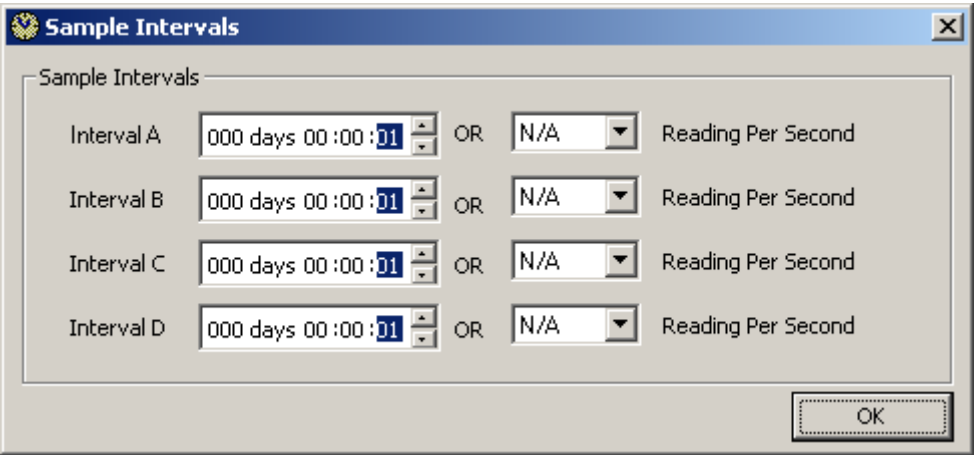 Sample Intervals
Sample Intervals
Interval A 000 days 00 :00 :01 OR N/A Reading Per Second
Interval B 000 days 00 :00 :01 OR N/A Reading Per Second
Interval C 000 days 00 :00 :01 OR N/A Reading Per Second
Interval D 000 days 00 :00 :01 OR N/A Reading Per Second
OK